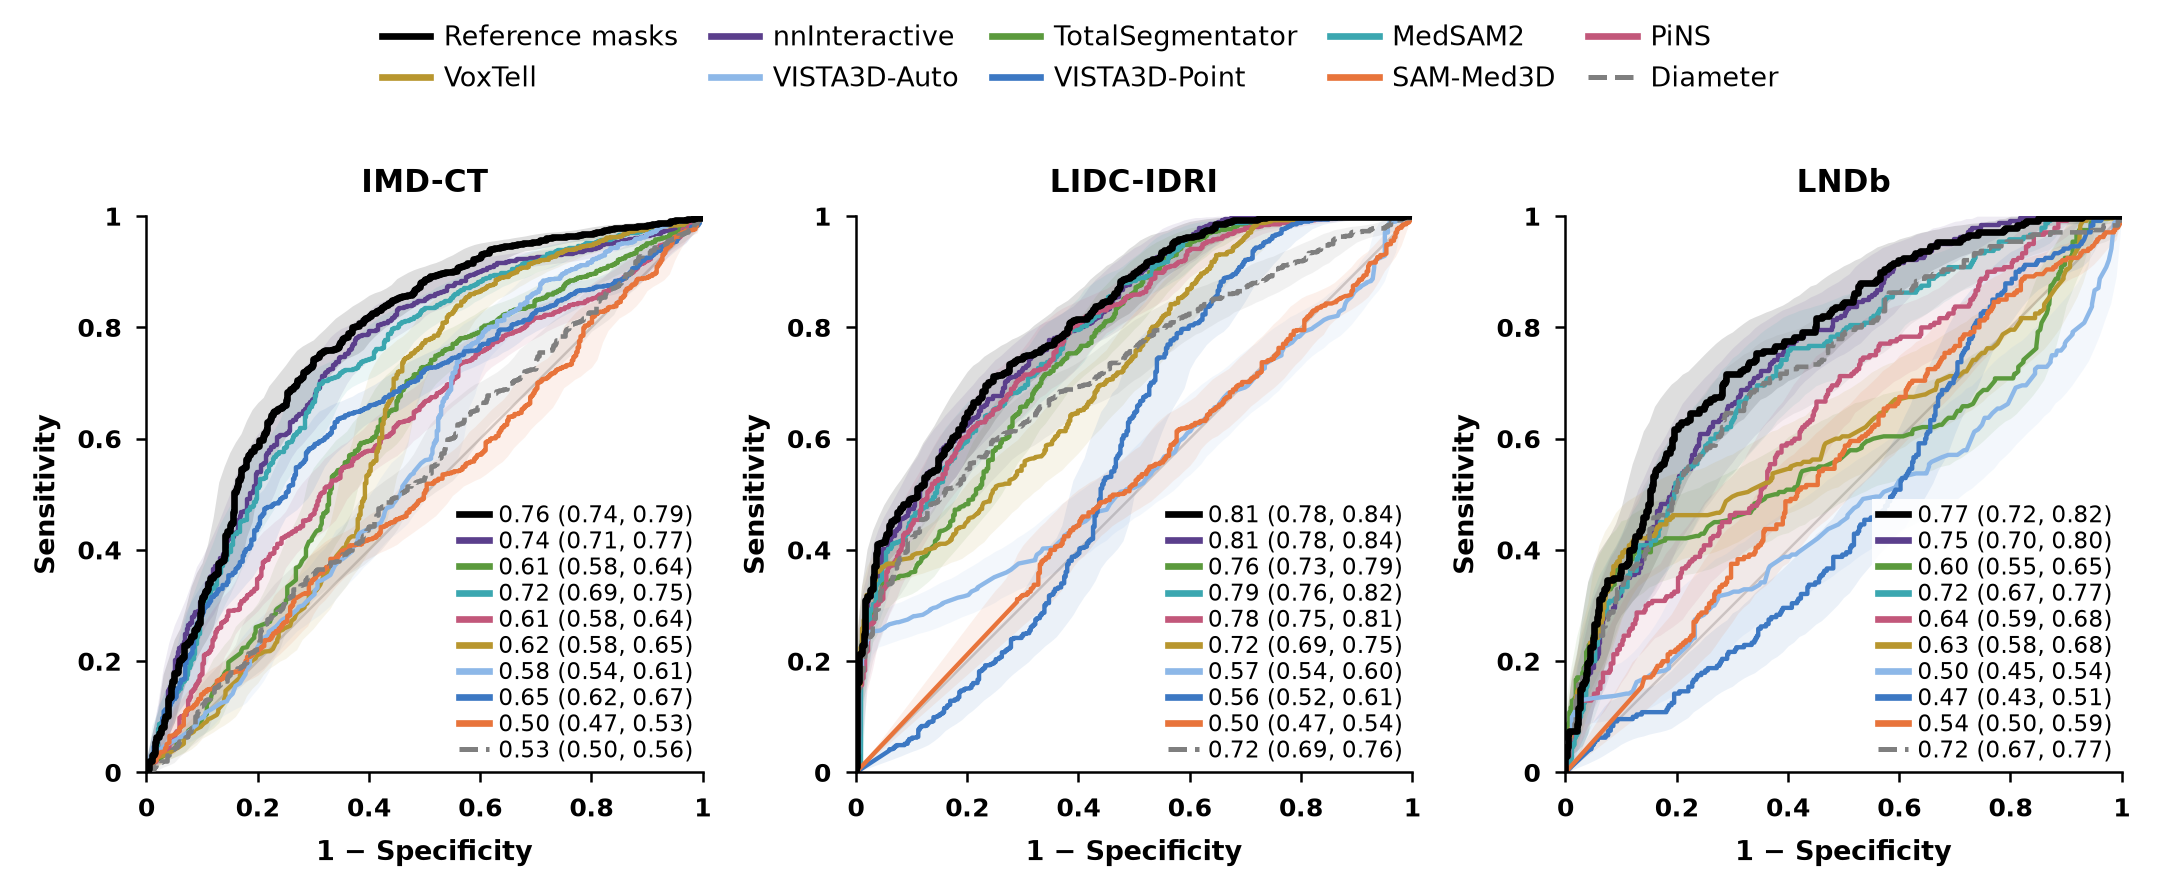 Reference masks nnInteractive TotalSegmentator MedSAM2 PiNS
VoxTell VISTA3D-Auto VISTA3D-Point SAM-Med3D Diameter
IMD-CT
Sensitivity
1
0.8
0.6
0.4
0.2
0
0.76 (0.74, 0.79)
0.74 (0.71, 0.77)
0.61 (0.58, 0.64)
0.72 (0.69, 0.75)
0.61 (0.58, 0.64)
0.62 (0.58, 0.65)
0.58 (0.54, 0.61)
0.65 (0.62, 0.67)
0.50 (0.47, 0.53)
0.53 (0.50, 0.56)
0 0.2 0.4 0.6 0.8 1
1 − Specificity
LIDC-IDRI
Sensitivity
1
0.8
0.6
0.4
0.2
0
0.81 (0.78, 0.84)
0.81 (0.78, 0.84)
0.76 (0.73, 0.79)
0.79 (0.76, 0.82)
0.78 (0.75, 0.81)
0.72 (0.69, 0.75)
0.57 (0.54, 0.60)
0.56 (0.52, 0.61)
0.50 (0.47, 0.54)
0.72 (0.69, 0.76)
0 0.2 0.4 0.6 0.8 1
1 − Specificity
LNDb
Sensitivity
1
0.8
0.6
0.4
0.2
0
0.77 (0.72, 0.82)
0.75 (0.70, 0.80)
0.60 (0.55, 0.65)
0.72 (0.67, 0.77)
0.64 (0.59, 0.68)
0.63 (0.58, 0.68)
0.50 (0.45, 0.54)
0.47 (0.43, 0.51)
0.54 (0.50, 0.59)
0.72 (0.67, 0.77)
0 0.2 0.4 0.6 0.8 1
1 − Specificity